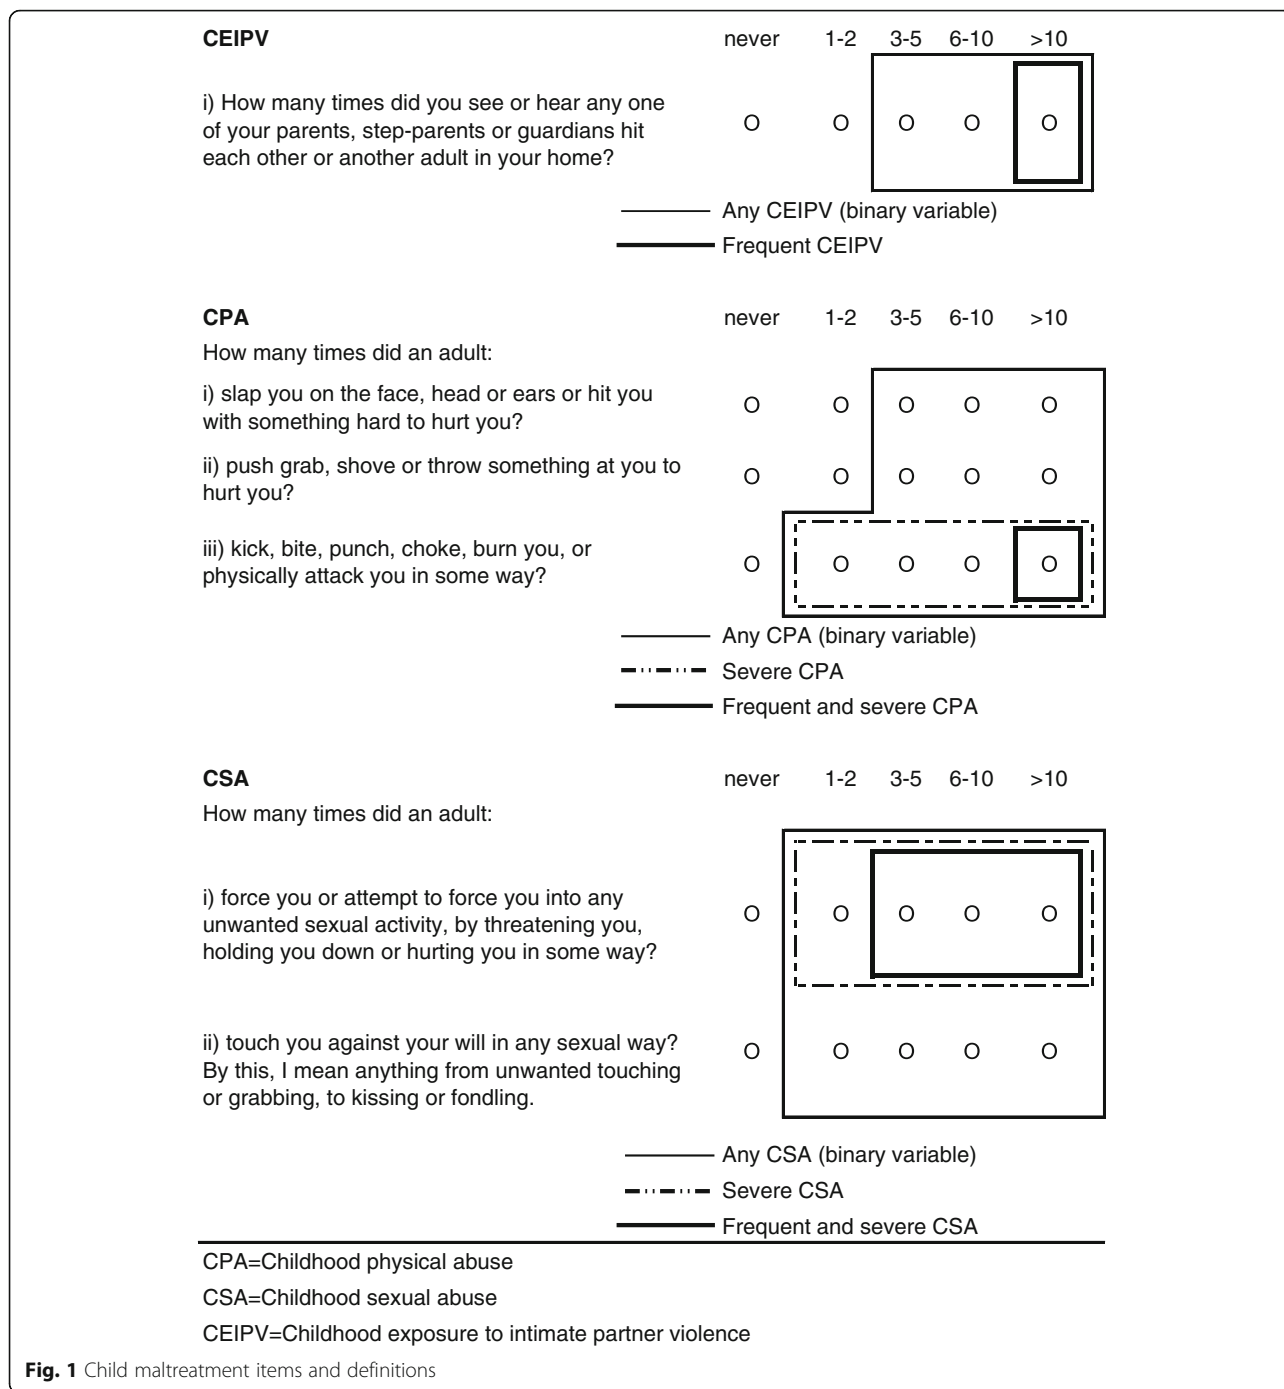 CEIPV never 1-2 3-5 6-10 >10
i) How many times did you see or hear any one
of your parents, step-parents or guardians hit
each other or another adult in your home?
O O O O O
Any CEIPV (binary variable)
Frequent CEIPV
CPA never 1-2 3-5 6-10 >10
How many times did an adult:
i) slap you on the face, head or ears or hit you
with something hard to hurt you?
O O O O O
ii) push grab, shove or throw something at you to
hurt you?
O O O O O
iii) kick, bite, punch, choke, burn you, or
physically attack you in some way?
O O O O O
Any CPA (binary variable)
Severe CPA
Frequent and severe CPA
CSA never 1-2 3-5 6-10 >10
How many times did an adult:
i) force you or attempt to force you into any
unwanted sexual activity, by threatening you,
holding you down or hurting you in some way?
O O O O O
ii) touch you against your will in any sexual way?
By this, I mean anything from unwanted touching
or grabbing, to kissing or fondling.
O O O O O
Any CSA (binary variable)
Severe CSA
Frequent and severe CSA
CPA=Childhood physical abuse
CSA=Childhood sexual abuse
CEIPV=Childhood exposure to intimate partner violence
Fig. 1 Child maltreatment items and definitions